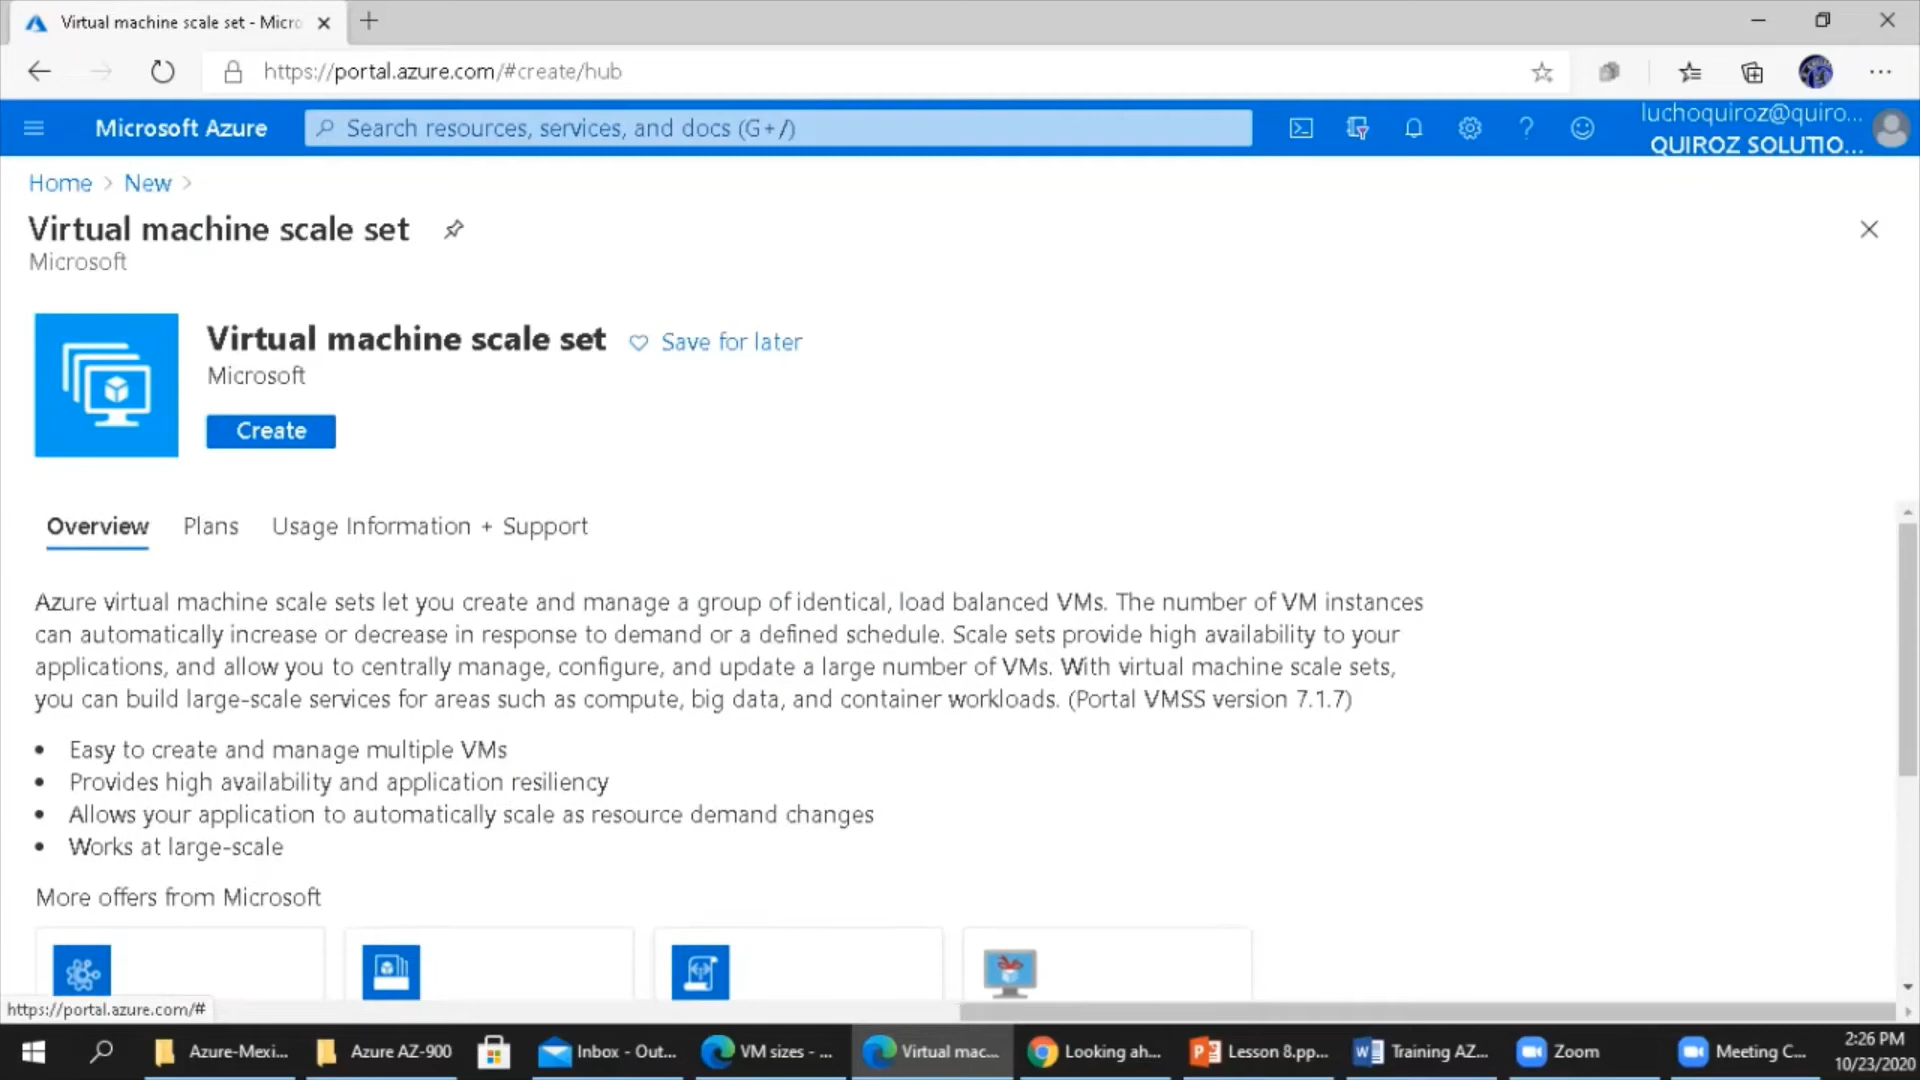 Virtual machine scale set - Micro
https://portal.azure.com/#create/hub
Microsoft Azure
Search resources, services, and docs (G+/)
luchoquiroz@quiro...
QUIROZ SOLUTIO...
Home > New >
Virtual machine scale set
Microsoft
Virtual machine scale set
Save for later
Microsoft
Create
Overview Plans Usage Information + Support
Azure virtual machine scale sets let you create and manage a group of identical, load balanced VMs. The number of VM instances
can automatically increase or decrease in response to demand or a defined schedule. Scale sets provide high availability to your
applications, and allow you to centrally manage, configure, and update a large number of VMs. With virtual machine scale sets,
you can build large-scale services for areas such as compute, big data, and container workloads. (Portal VMSS version 7.1.7)
• Easy to create and manage multiple VMs
• Provides high availability and application resiliency
• Allows your application to automatically scale as resource demand changes
• Works at large-scale
More offers from Microsoft
https://portal.azure.com/#
Azure-Mexi... Azure AZ-900 Inbox - Out... VM sizes - ... Virtual mac... Looking ah... Lesson 8.pp... Training AZ... Zoom Meeting C...
2:26 PM
10/23/2020